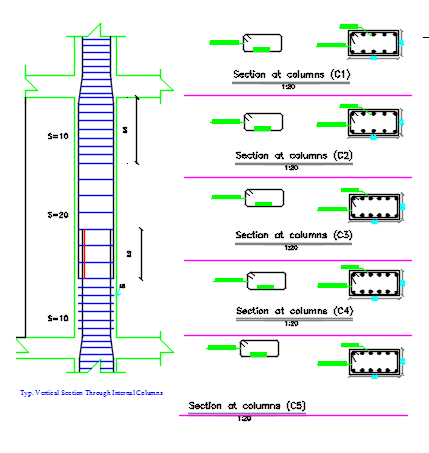 S=10
S=20
S=10
Typ. Vertical Section Through Internal Columns
Section at columns (C1)
1:20
Section at columns (C2)
1:20
Section at columns (C3)
1:20
Section at columns (C4)
1:20
Section at columns (C5)
1:20